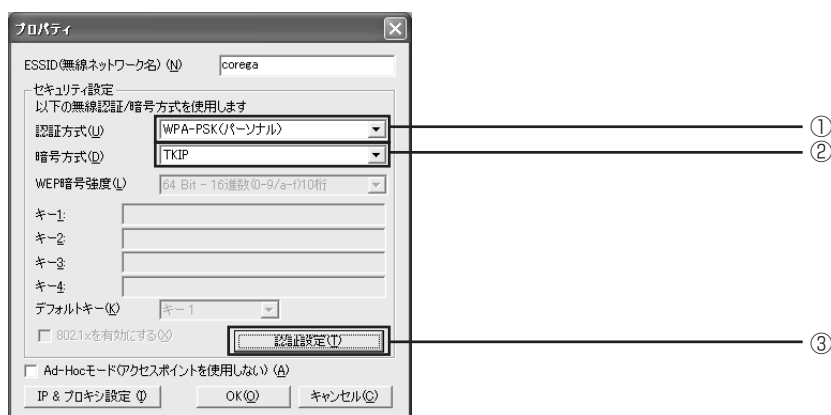 プロパティ
ESSID(無線ネットワーク名) (N) corega
セキュリティ設定
以下の無線認証/暗号方式を使用します
認証方式(U) WPA-PSK(パーソナル) ①
暗号方式(D) TKIP ②
WEP暗号強度(L) 64 Bit - 16進数(0-9/a-f)10桁
キー1:
キー2:
キー3:
キー4:
デフォルトキー(K) キー 1
802.1xを有効にする(X) 認証設定(T) ③
Ad-Hocモード(アクセスポイントを使用しない) (A)
IP & プロキシ設定 (I) OK(O) キャンセル(C)